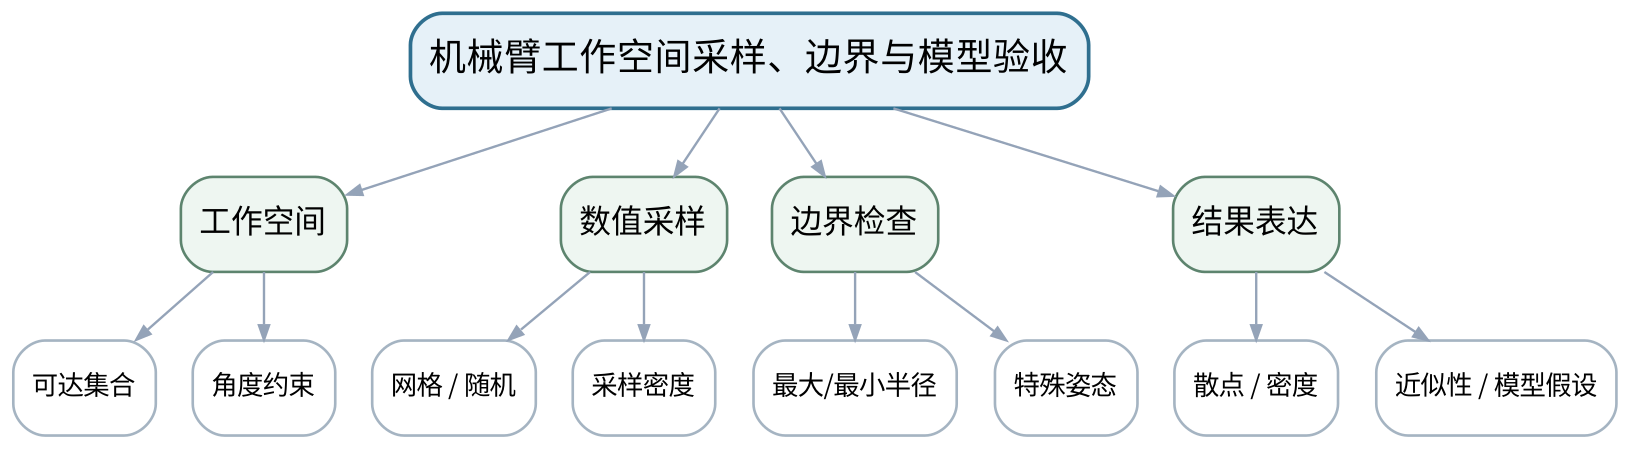 机械臂工作空间采样、边界与模型验收
工作空间
数值采样
边界检查
结果表达
可达集合
角度约束
网格 / 随机
采样密度
最大/最小半径
特殊姿态
散点 / 密度
近似性 / 模型假设